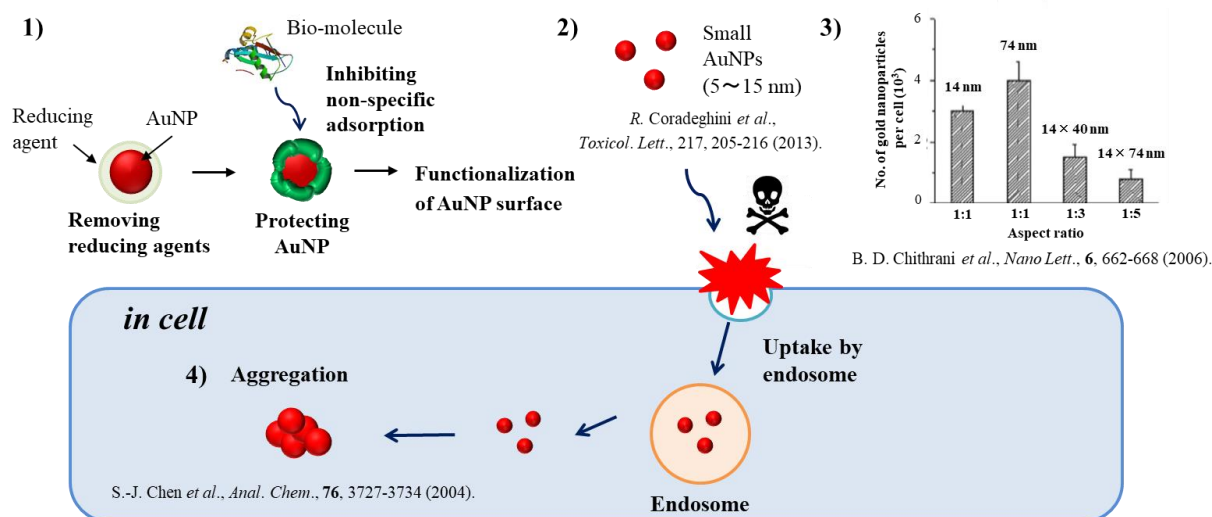 1)
Bio-molecule
Inhibiting
non-specific
adsorption
Reducing
agent
AuNP
Removing
reducing agents
Protecting
AuNP
Functionalization
of AuNP surface
2)
Small
AuNPs
(5～15 nm)
R. Coradeghini et al.,
Toxicol. Lett., 217, 205-216 (2013).
3)
No. of gold nanoparticles
per cell (10³)
6
4
2
0
14 nm
74 nm
14× 40nm
14× 74nm
1:1
1:1
1:3
1:5
Aspect ratio
B. D. Chithrani et al., Nano Lett., 6, 662-668 (2006).
in cell
Uptake by
endosome
4)
Aggregation
S.-J. Chen et al., Anal. Chem., 76, 3727-3734 (2004).
Endosome